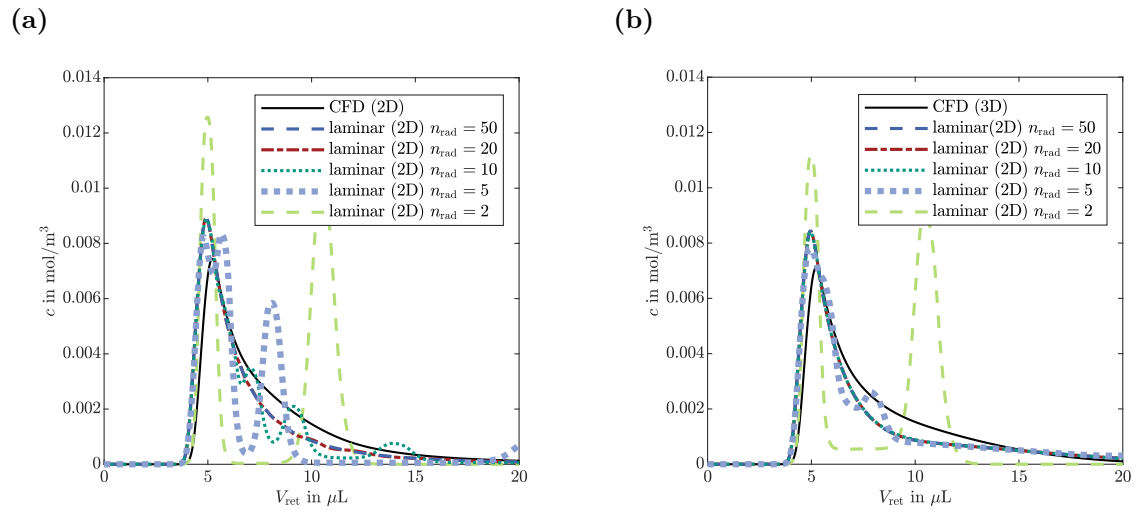 (a)
0.014
0.012
0.01
0.008
0.006
0.004
0.002
0
c in mol/m³
0 5 10 15 20
V_ret in μL
CFD (2D)
laminar (2D) n_rad = 50
laminar (2D) n_rad = 20
laminar (2D) n_rad = 10
laminar (2D) n_rad = 5
laminar (2D) n_rad = 2
(b)
0.014
0.012
0.01
0.008
0.006
0.004
0.002
0
c in mol/m³
0 5 10 15 20
V_ret in μL
CFD (3D)
laminar(2D) n_rad = 50
laminar (2D) n_rad = 20
laminar (2D) n_rad = 10
laminar (2D) n_rad = 5
laminar (2D) n_rad = 2